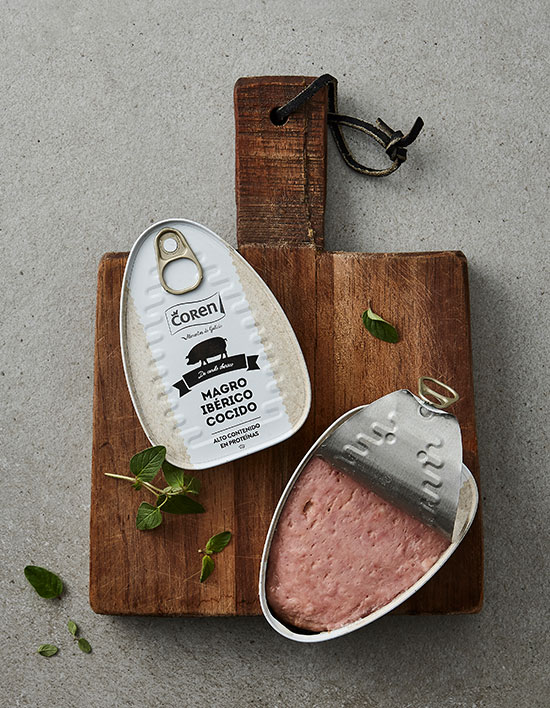 COREN
De cerdo ibérico
MAGRO
IBÉRICO
COCIDO
ALTO CONTENIDO
EN PROTEÍNAS